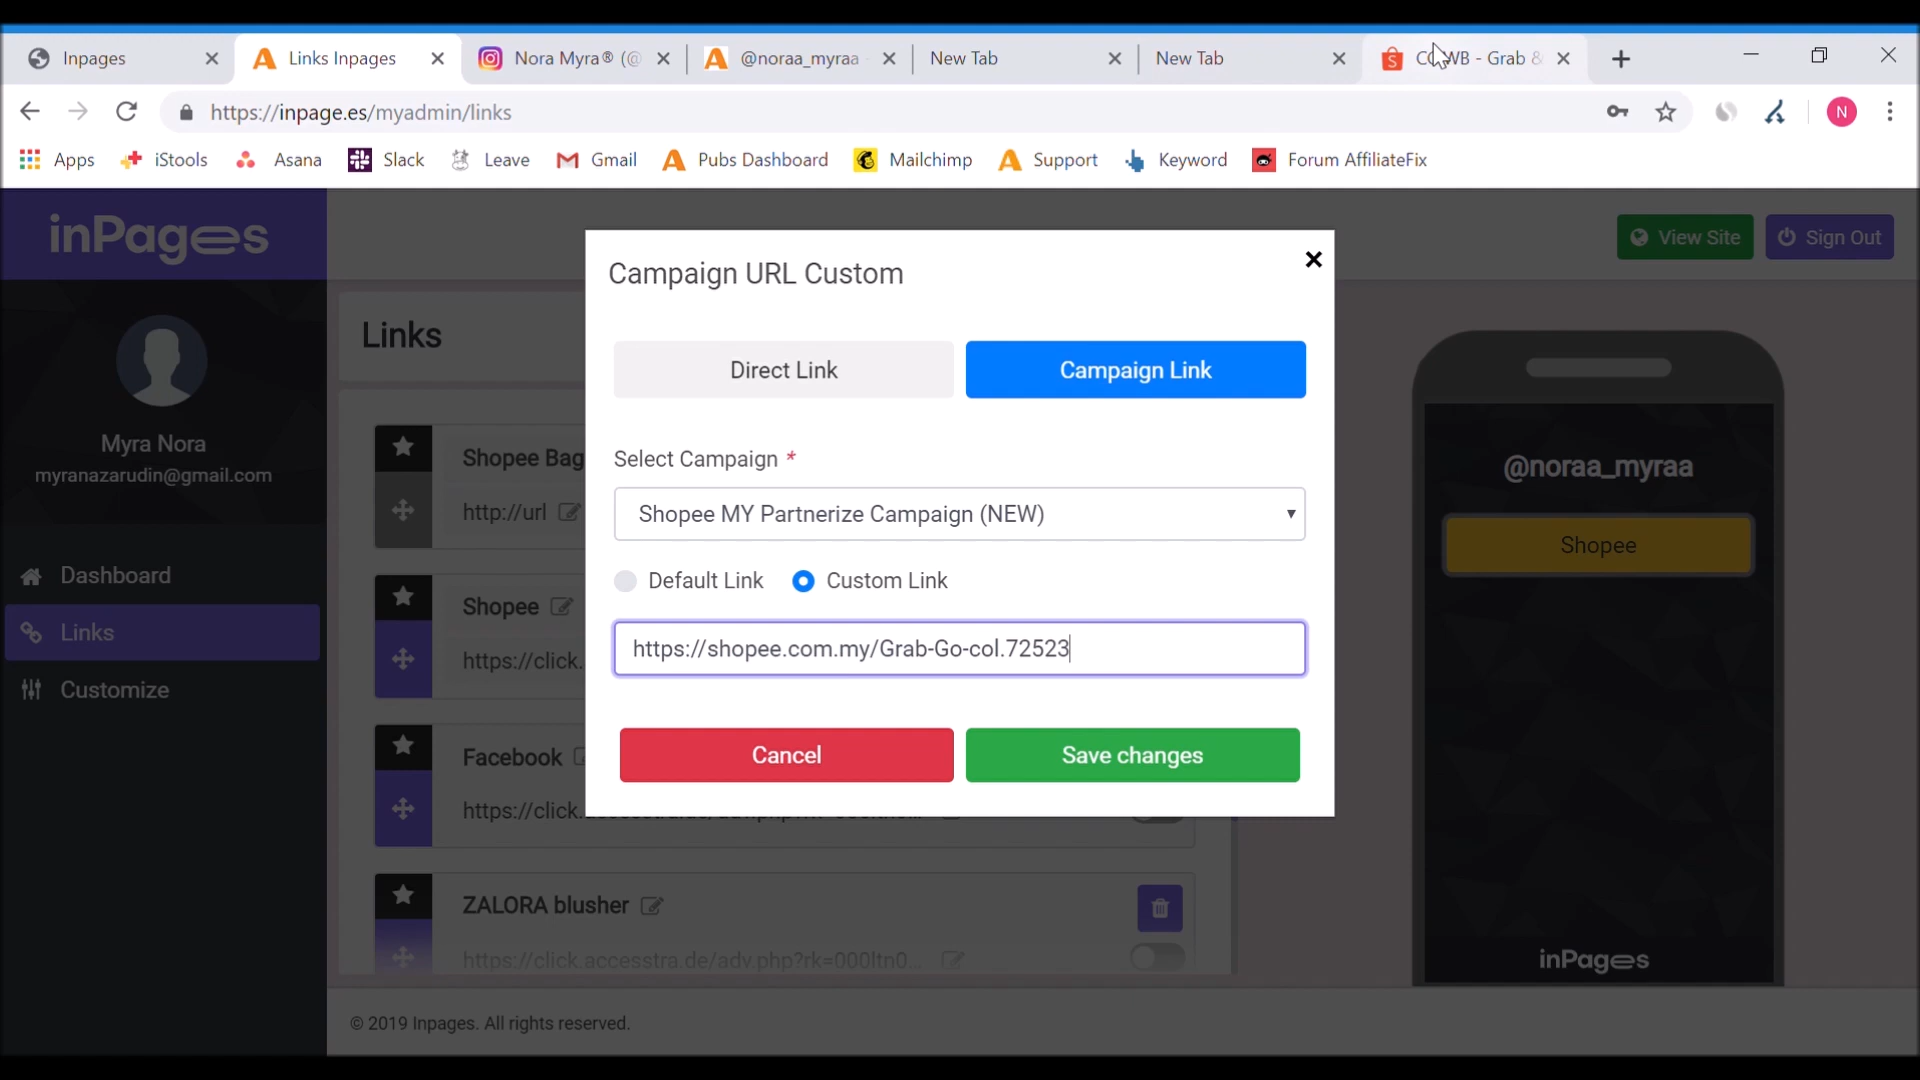 Inpages
Links Inpages
Nora Myra® (@
@noraa_myraa
New Tab
New Tab
- Grab &
https://inpage.es/myadmin/links
N
Apps
iStools
Asana
Slack
Leave
Gmail
Pubs Dashboard
Mailchimp
Support
Keyword
Forum AffiliateFix
inPages
View Site
Sign Out
Myra Nora
myranazarudin@gmail.com
Dashboard
Links
Customize
Links
Shopee Bag
http://url
Shopee
https://click.
Facebook
https://click.
ZALORA blusher
https://click.accesstra.de/adv.php?rk=000ltn0...
Campaign URL Custom
Direct Link
Campaign Link
Select Campaign *
Shopee MY Partnerize Campaign (NEW)
Default Link
Custom Link
https://shopee.com.my/Grab-Go-col.72523
Cancel
Save changes
@noraa_myraa
Shopee
inPages
© 2019 Inpages. All rights reserved.